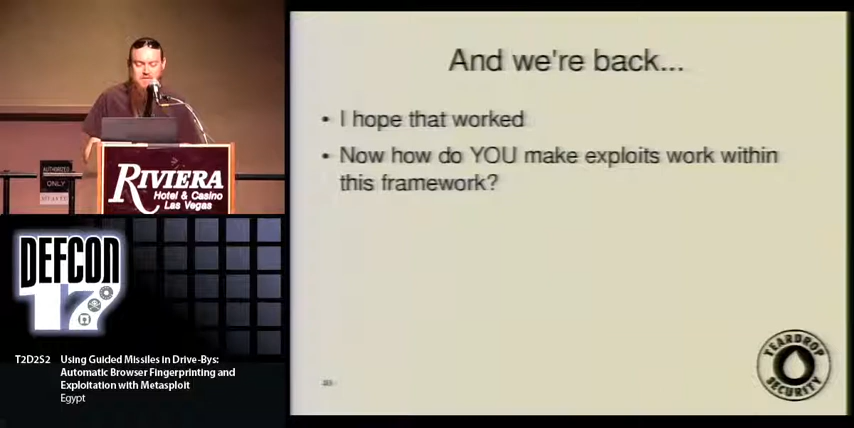 And we're back...
• I hope that worked
• Now how do YOU make exploits work within
this framework?
AUTHORIZED
ONLY
RIVIERA
Hotel & Casino
Las Vegas
DEFCON
17
T2D2S2 Using Guided Missiles in Drive-Bys:
Automatic Browser Fingerprinting and
Exploitation with Metasploit
Egypt
TEARDROP
SECURITY